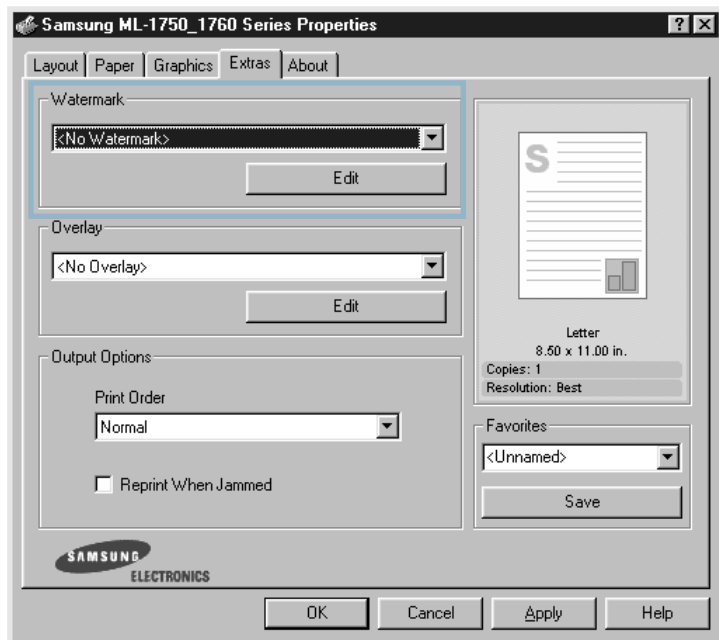 Samsung ML-1750_1760 Series Properties
Layout Paper Graphics Extras About
Watermark
<No Watermark>
Edit
Overlay
<No Overlay>
Edit
Output Options
Print Order
Normal
Reprint When Jammed
SAMSUNG
ELECTRONICS
S
Letter
8.50 x 11.00 in.
Copies: 1
Resolution: Best
Favorites
<Unnamed>
Save
OK Cancel Apply Help